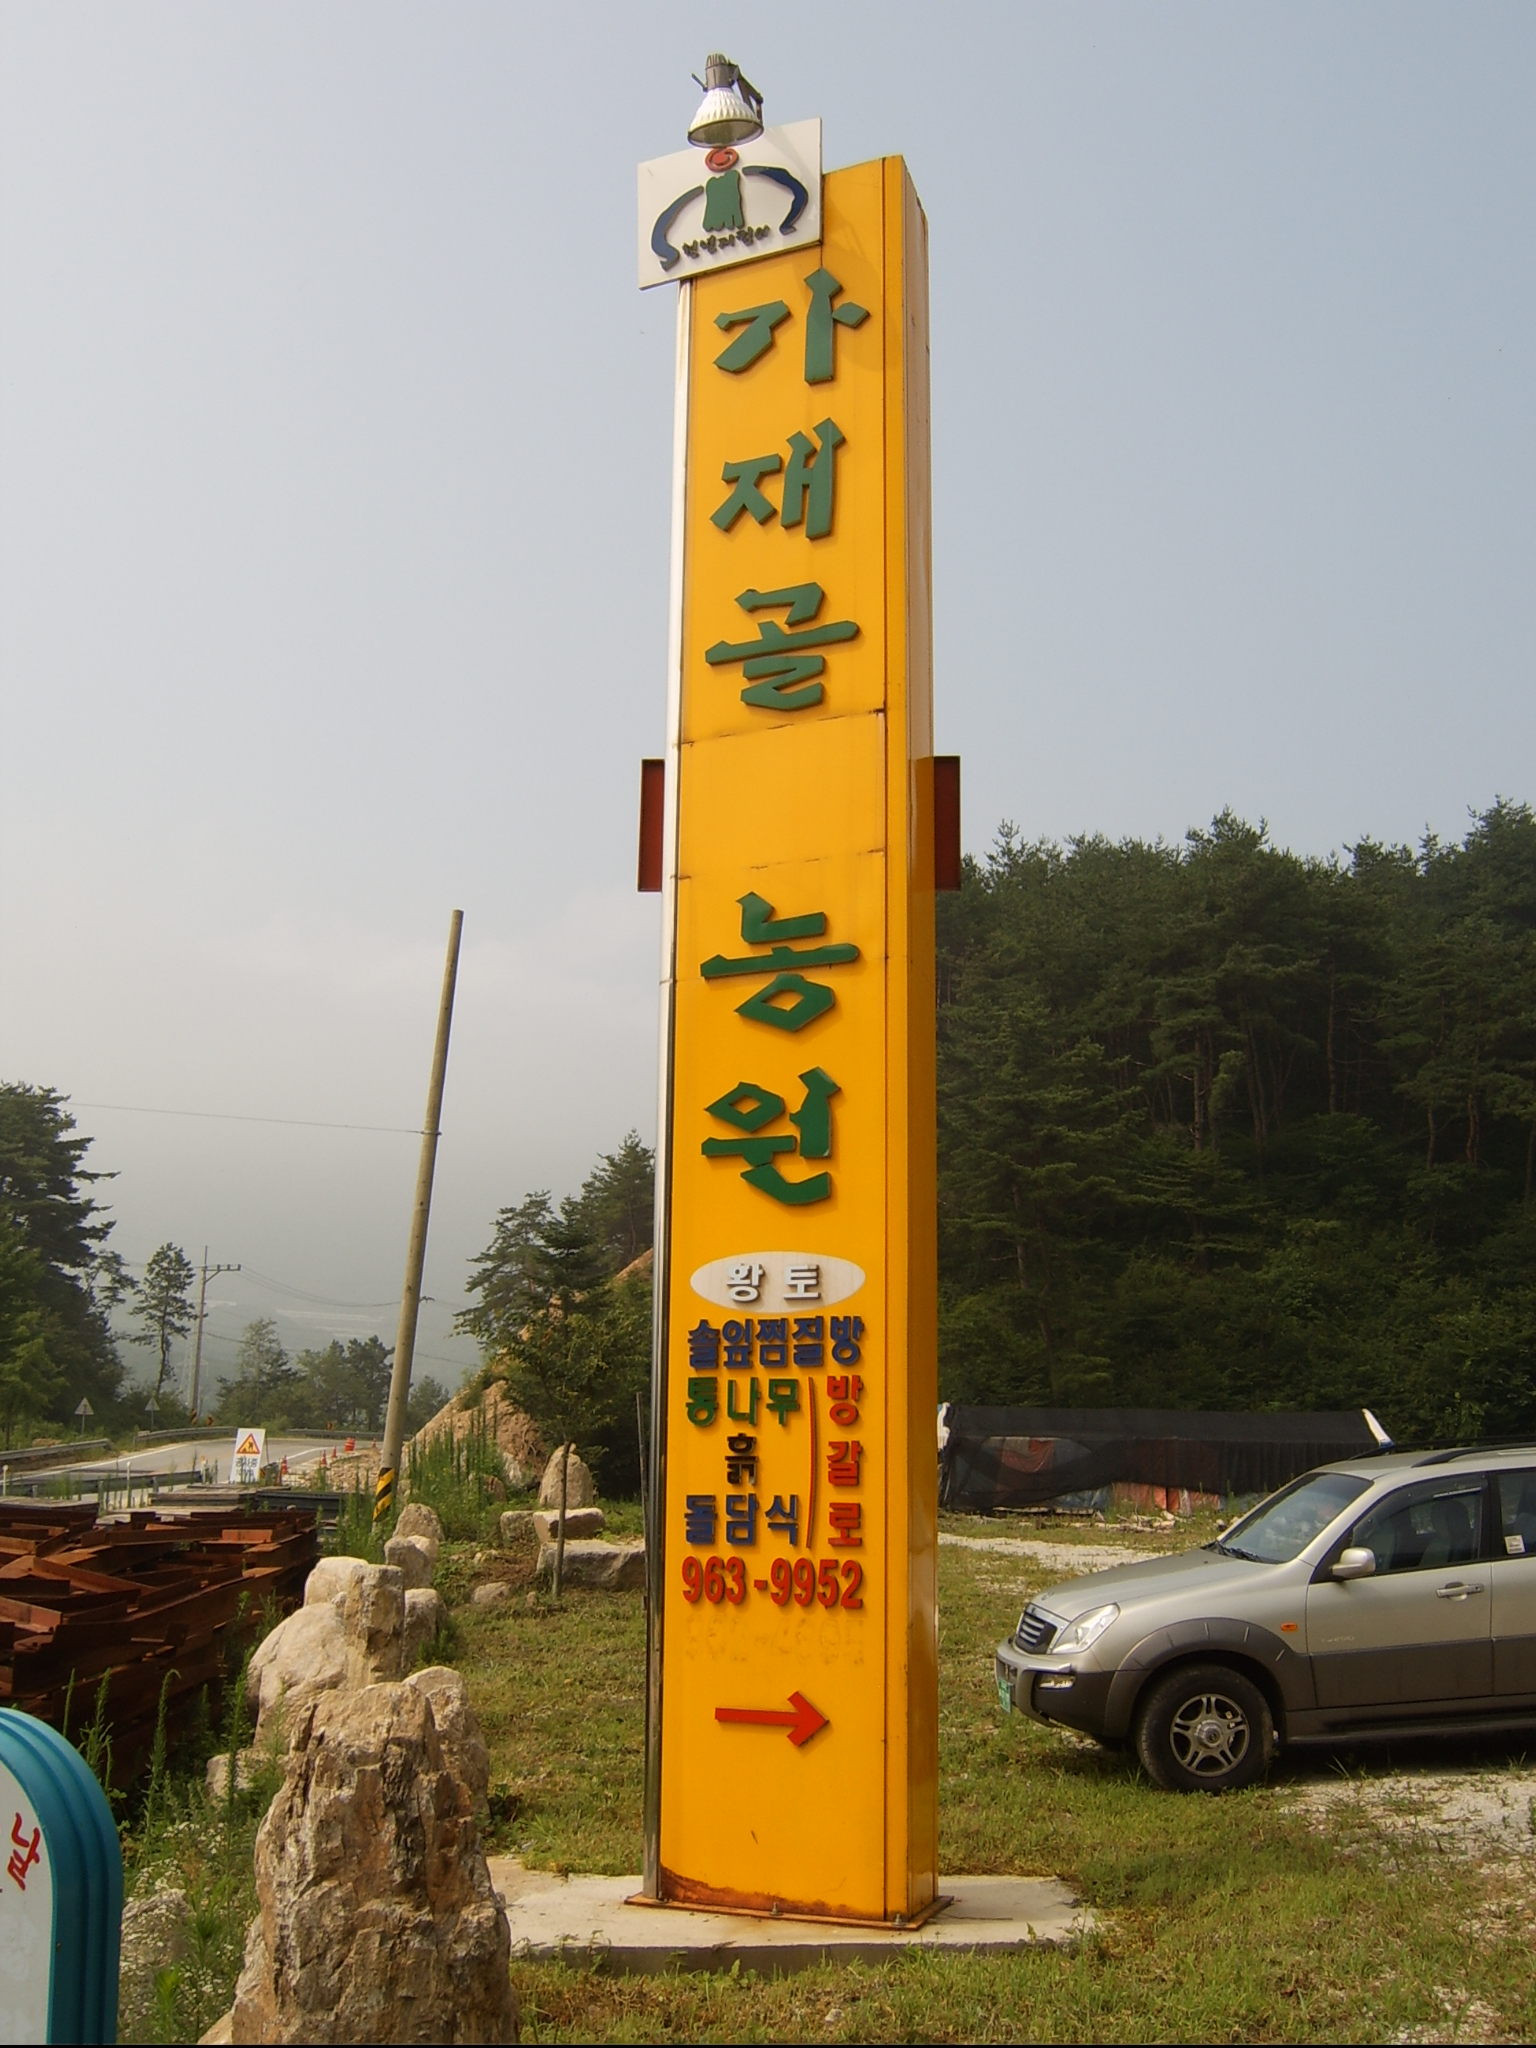 가재골 농원
황토
솔잎찜질방
통나무 방
흙 갈
돌담식 로
963-9952